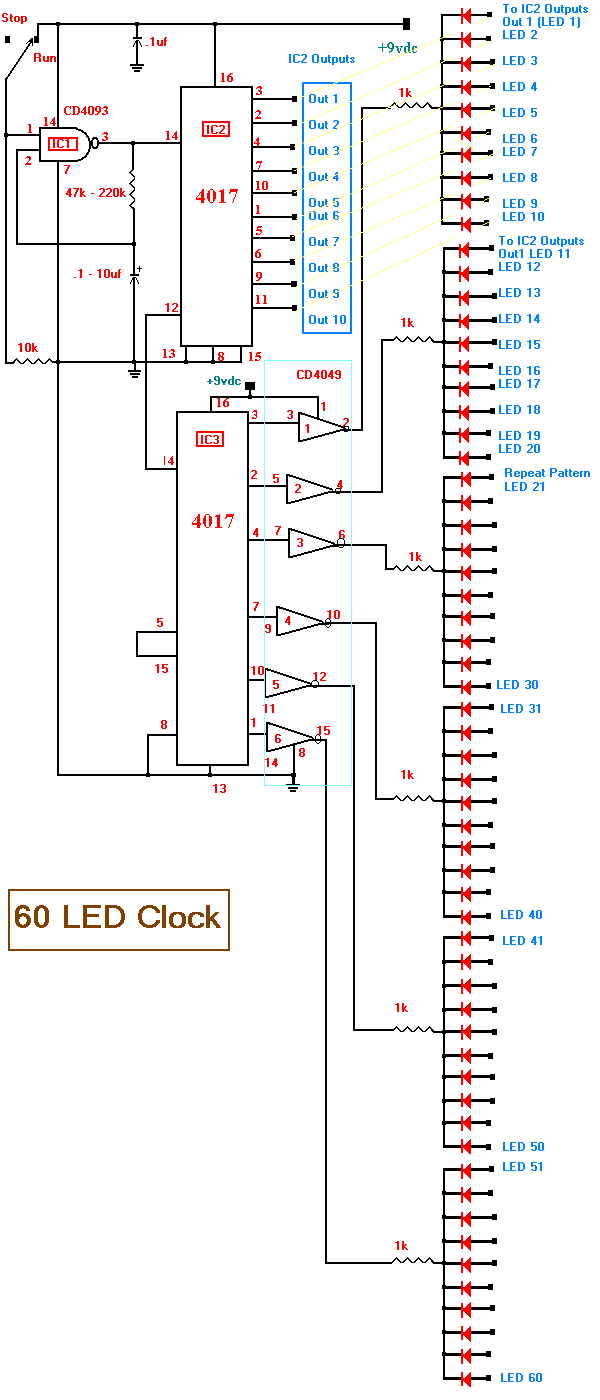 Stop
Run
.1uf
+9vdc
To IC2 Outputs
Out 1 (LED 1)
LED 2
LED 3
LED 4
LED 5
LED 6
LED 7
LED 8
LED 9
LED 10
IC2 Outputs
Out 1
Out 2
Out 3
Out 4
Out 5
Out 6
Out 7
Out 8
Out 9
Out 10
1k
CD4093
14
1
2
IC1
3
7
47k - 220k
.1 - 10uf
+
10k
16
14
IC2
4017
12
13
8
15
3
2
4
7
10
1
5
6
9
11
To IC2 Outputs
Out1 LED 11
LED 12
LED 13
LED 14
LED 15
LED 16
LED 17
LED 18
LED 19
LED 20
1k
+9vdc
16
IC3
4017
14
5
15
8
13
3
2
4
7
10
1
CD4049
1
3
1
2
5
2
4
7
3
6
9
4
10
11
5
12
14
6
15
8
Repeat Pattern
LED 21
1k
LED 30
LED 31
1k
LED 40
LED 41
1k
LED 50
LED 51
1k
LED 60
60 LED Clock